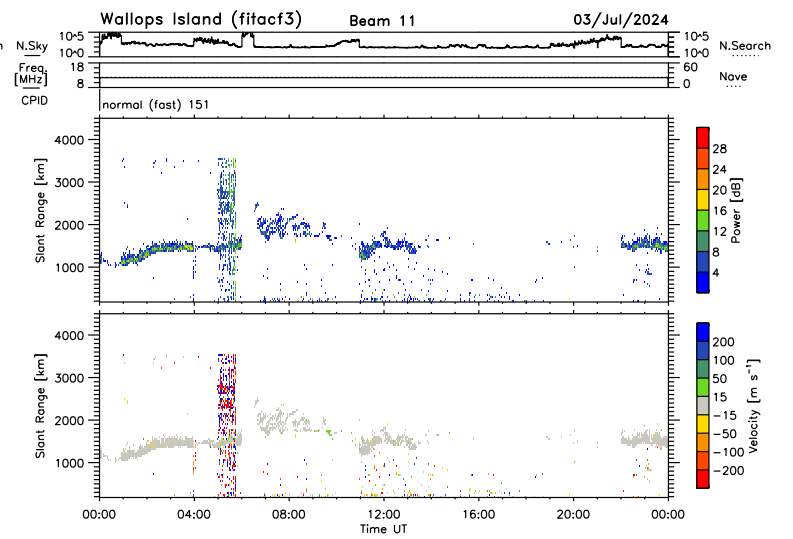 Wallops Island (fitacf3) Beam 11 03/Jul/2024
N.Sky 10^5 10^0 10^5 10^0 N.Search
Freq. [MHz] 18 8 60 0 Nave
CPID normal (fast) 151
Slant Range [km]
4000
3000
2000
1000
28
24
20
16
12
8
4
Power [dB]
Slant Range [km]
4000
3000
2000
1000
200
100
50
15
-15
-50
-100
-200
Velocity [m s⁻¹]
00:00 04:00 08:00 12:00 16:00 20:00 00:00
Time UT